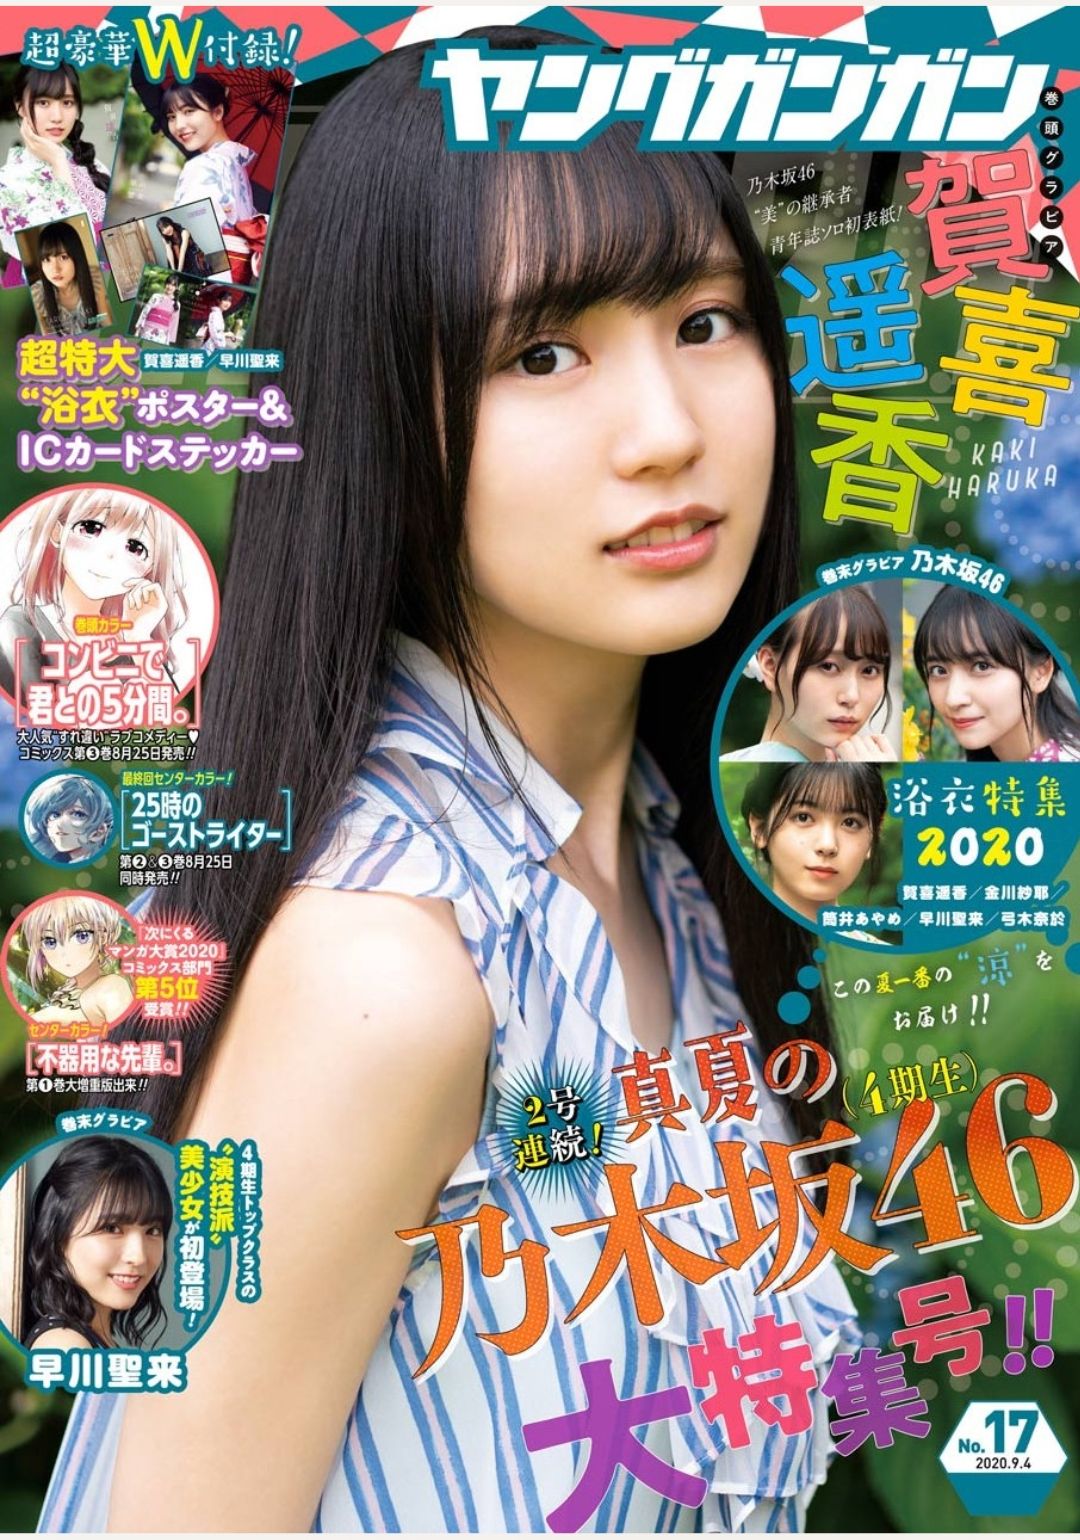 超豪華W付録!
ヤングガンガン
巻頭グラビア
乃木坂46
“美”の継承者
青年誌ソロ初表紙!
賀喜
遥香
KAKI
HARUKA
超特大 賀喜遥香/早川聖来
“浴衣”ポスター&
ICカードステッカー
巻頭カラー
[コンビニで
君との5分間。]
大人気“すれ違い”ラブコメディー♥
コミックス第❸巻8月25日発売!!
最終回センターカラー!
[25時の
ゴーストライター]
第❷&❸巻8月25日
同時発売!!
『次にくる
マンガ大賞2020』
コミックス部門
第5位
受賞!!
センターカラー!
[不器用な先輩。]
第❶巻大増重版出来!!
巻末グラビア
4期生トップクラスの
“演技派”
美少女が初登場!
早川聖来
巻末グラビア 乃木坂46
浴衣特集
2020
賀喜遥香/金川紗耶/
筒井あやめ/早川聖来/弓木奈於
この夏一番の“涼”を
お届け!!
2号
連続!
真夏の
(4期生)
乃木坂46
大特集号!!
No.17
2020.9.4